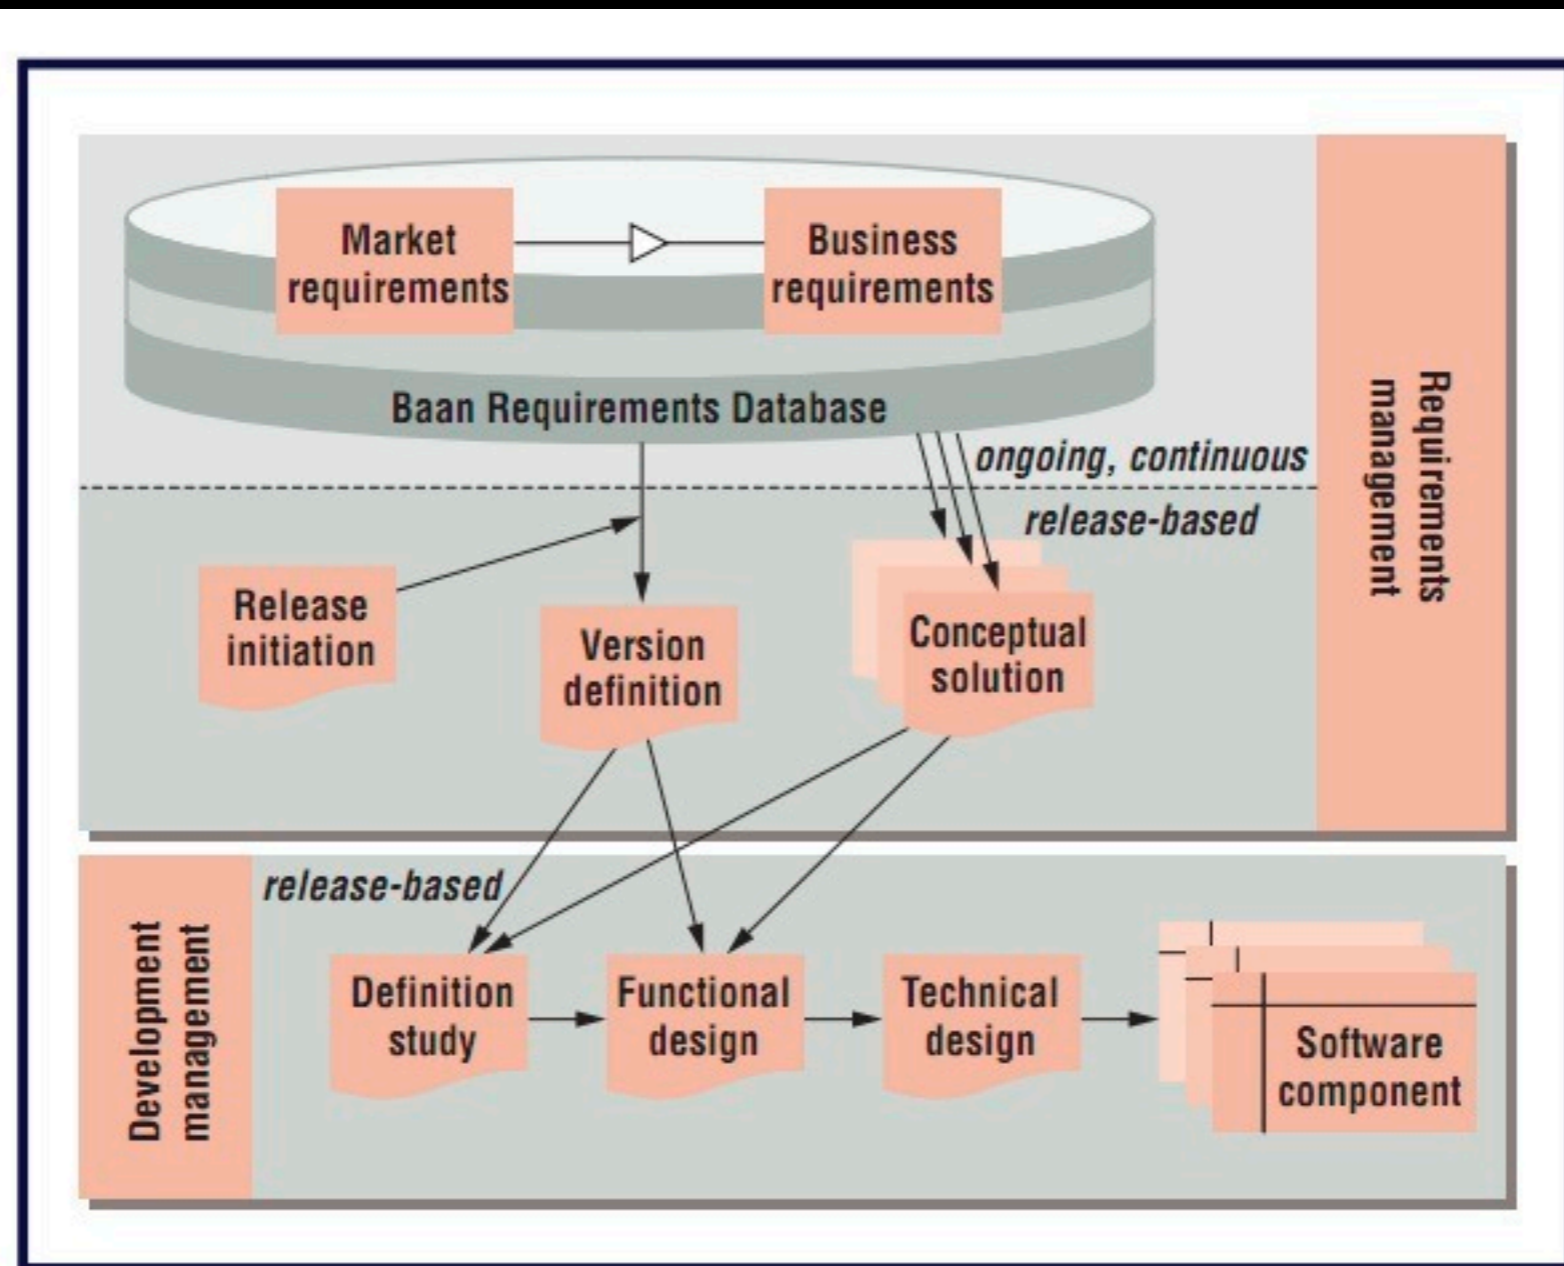 Market
requirements
Business
requirements
Baan Requirements Database
ongoing, continuous
release-based
Requirements
management
Release
initiation
Version
definition
Conceptual
solution
Development
management
release-based
Definition
study
Functional
design
Technical
design
Software
component